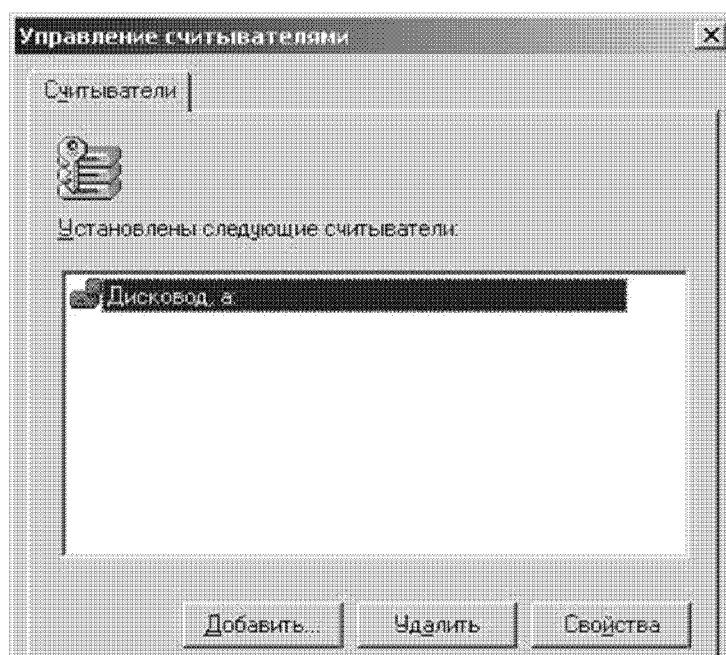 Управление считывателями
Считыватели
Установлены следующие считыватели:
Дисковод, a
Добавить...
Удалить
Свойства